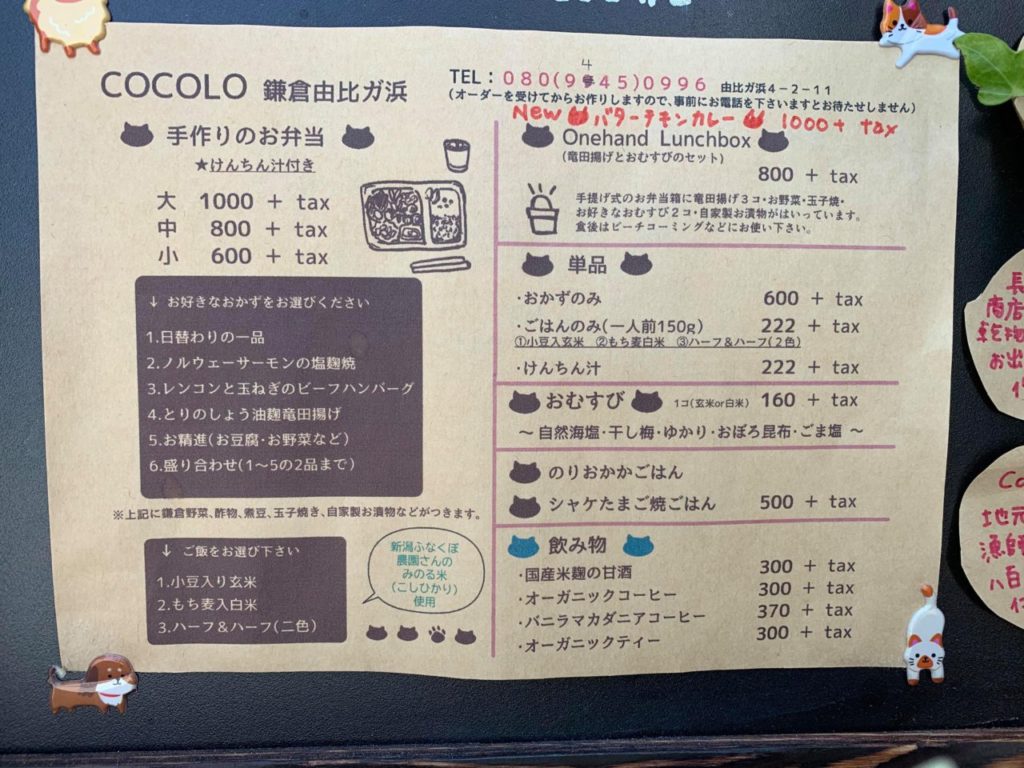 COCOLO 鎌倉由比ガ浜
TEL：080(9445)0996 由比ガ浜4－2－11
（オーダーを受けてからお作りしますので、事前にお電話を下さいますとお待たせしません）
New バターチキンカレー 1000+ tax
手作りのお弁当
★けんちん汁付き
大 1000 + tax
中 800 + tax
小 600 + tax
↓ お好きなおかずをお選びください
1.日替わりの一品
2.ノルウェーサーモンの塩麹焼
3.レンコンと玉ねぎのビーフハンバーグ
4.とりのしょう油麹竜田揚げ
5.お精進(お豆腐・お野菜など)
6.盛り合わせ(1～5の2品まで)
※上記に鎌倉野菜、酢物、煮豆、玉子焼き、自家製お漬物などがつきます。
↓ ご飯をお選び下さい
1.小豆入り玄米
2.もち麦入白米
3.ハーフ＆ハーフ(二色)
新潟ふなくぼ
農園さんの
みのる米
（こしひかり）
使用
Onehand Lunchbox
(竜田揚げとおむすびのセット)
800 + tax
手提げ式のお弁当箱に竜田揚げ3コ・お野菜・玉子焼・
お好きなおむすび2コ・自家製お漬物がはいっています。
食後はビーチコーミングなどにお使い下さい。
単品
・おかずのみ 600 + tax
・ごはんのみ(一人前150g) 222 + tax
①小豆入玄米 ②もち麦白米 ③ハーフ＆ハーフ(2色)
・けんちん汁 222 + tax
おむすび 1コ(玄米or白米) 160 + tax
～ 自然海塩・干し梅・ゆかり・おぼろ昆布・ごま塩 ～
のりおかかごはん
シャケたまご焼ごはん 500 + tax
飲み物
・国産米麹の甘酒 300 + tax
・オーガニックコーヒー 300 + tax
・バニラマカダニアコーヒー 370 + tax
・オーガニックティー 300 + tax
長
商店
乾物
お出
地元
漁師